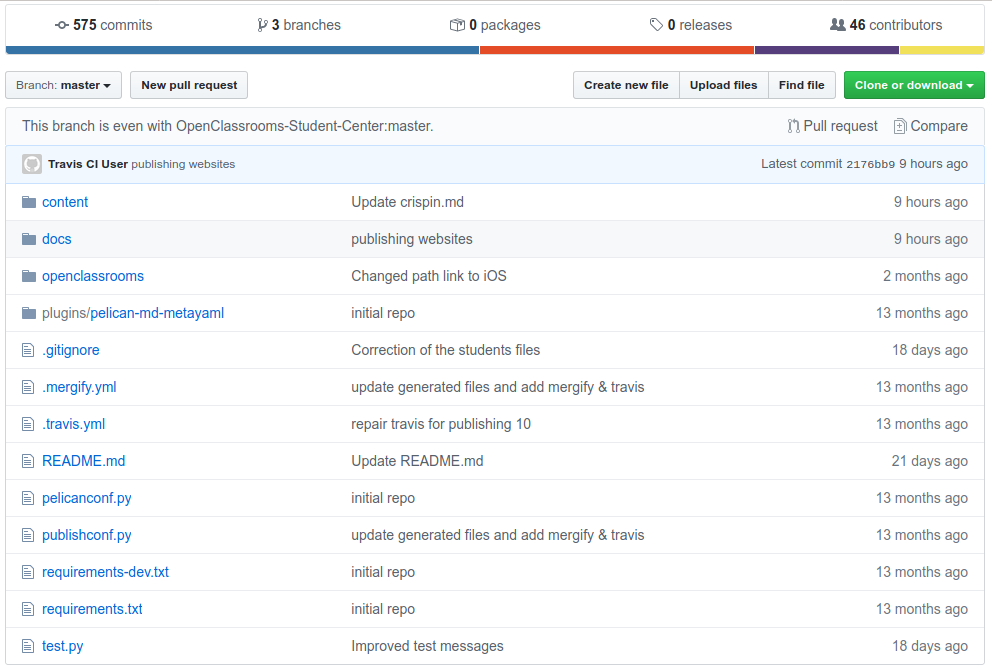 575 commits 3 branches 0 packages 0 releases 46 contributors
Branch: master New pull request Create new file Upload files Find file Clone or download
This branch is even with OpenClassrooms-Student-Center:master. Pull request Compare
Travis CI User publishing websites Latest commit 2176bb9 9 hours ago
content Update crispin.md 9 hours ago
docs publishing websites 9 hours ago
openclassrooms Changed path link to iOS 2 months ago
plugins/pelican-md-metayaml initial repo 13 months ago
.gitignore Correction of the students files 18 days ago
.mergify.yml update generated files and add mergify & travis 13 months ago
.travis.yml repair travis for publishing 10 13 months ago
README.md Update README.md 21 days ago
pelicanconf.py initial repo 13 months ago
publishconf.py update generated files and add mergify & travis 13 months ago
requirements-dev.txt initial repo 13 months ago
requirements.txt initial repo 13 months ago
test.py Improved test messages 18 days ago